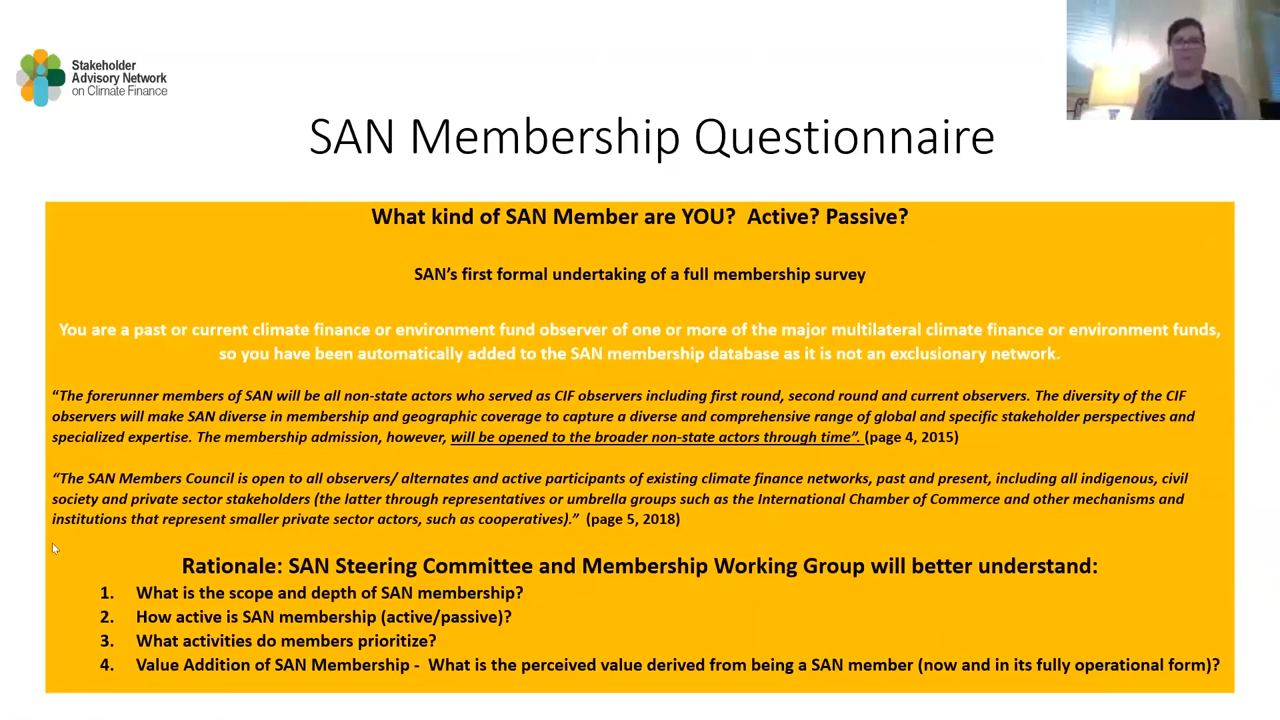 Stakeholder
Advisory Network
on Climate Finance
SAN Membership Questionnaire
What kind of SAN Member are YOU?  Active? Passive?
SAN's first formal undertaking of a full membership survey
You are a past or current climate finance or environment fund observer of one or more of the major multilateral climate finance or environment funds,
so you have been automatically added to the SAN membership database as it is not an exclusionary network.
“The forerunner members of SAN will be all non-state actors who served as CIF observers including first round, second round and current observers. The diversity of the CIF
observers will make SAN diverse in membership and geographic coverage to capture a diverse and comprehensive range of global and specific stakeholder perspectives and
specialized expertise. The membership admission, however, will be opened to the broader non-state actors through time”. (page 4, 2015)
“The SAN Members Council is open to all observers/ alternates and active participants of existing climate finance networks, past and present, including all indigenous, civil
society and private sector stakeholders (the latter through representatives or umbrella groups such as the International Chamber of Commerce and other mechanisms and
institutions that represent smaller private sector actors, such as cooperatives).” (page 5, 2018)
Rationale: SAN Steering Committee and Membership Working Group will better understand:
1. What is the scope and depth of SAN membership?
2. How active is SAN membership (active/passive)?
3. What activities do members prioritize?
4. Value Addition of SAN Membership - What is the perceived value derived from being a SAN member (now and in its fully operational form)?